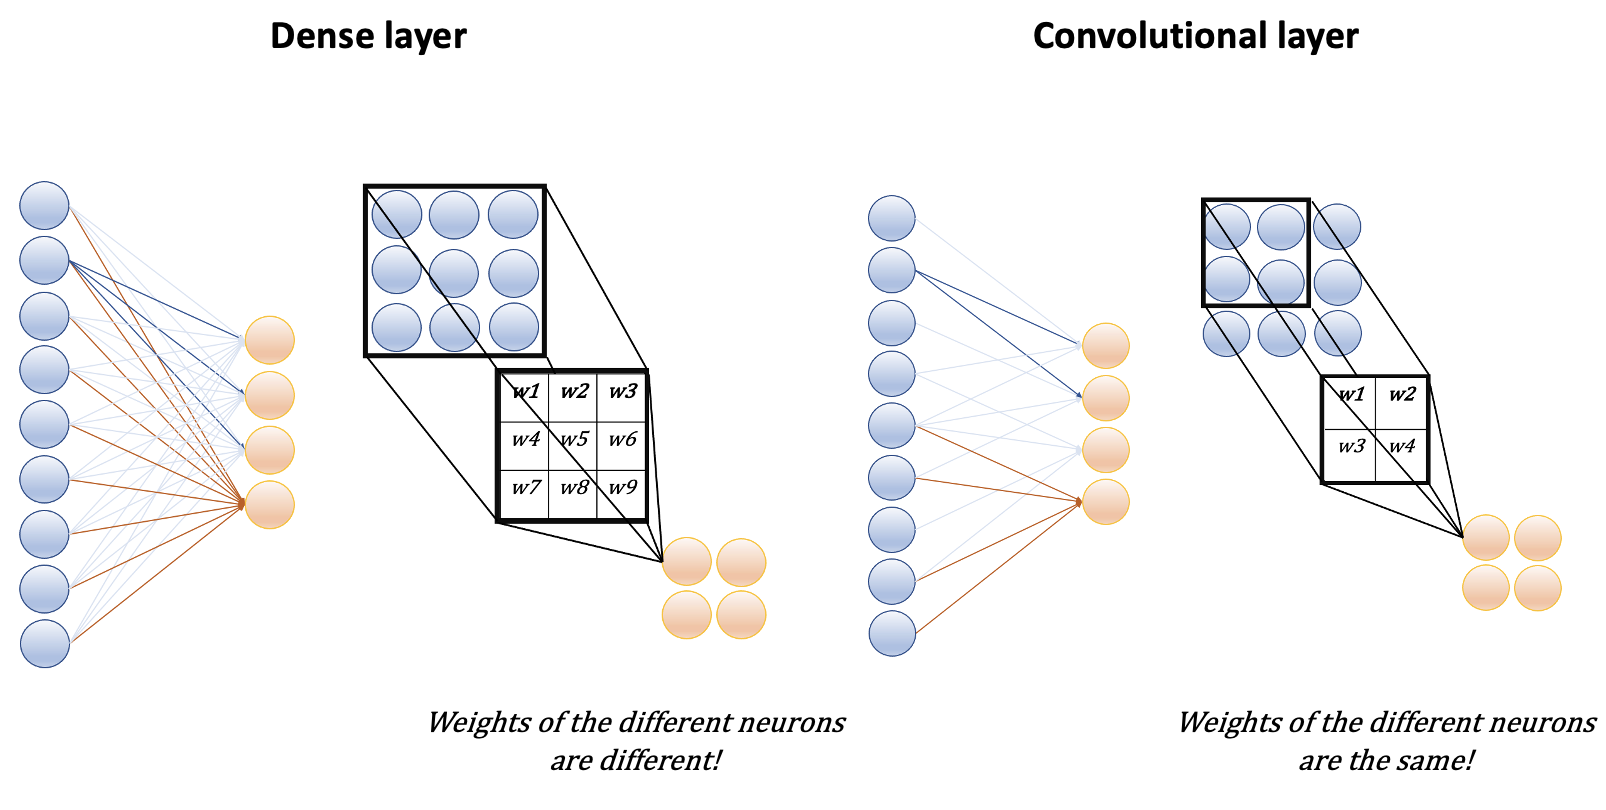 Dense layer
Convolutional layer
w1 w2 w3
w4 w5 w6
w7 w8 w9
w1 w2
w3 w4
Weights of the different neurons
are different!
Weights of the different neurons
are the same!